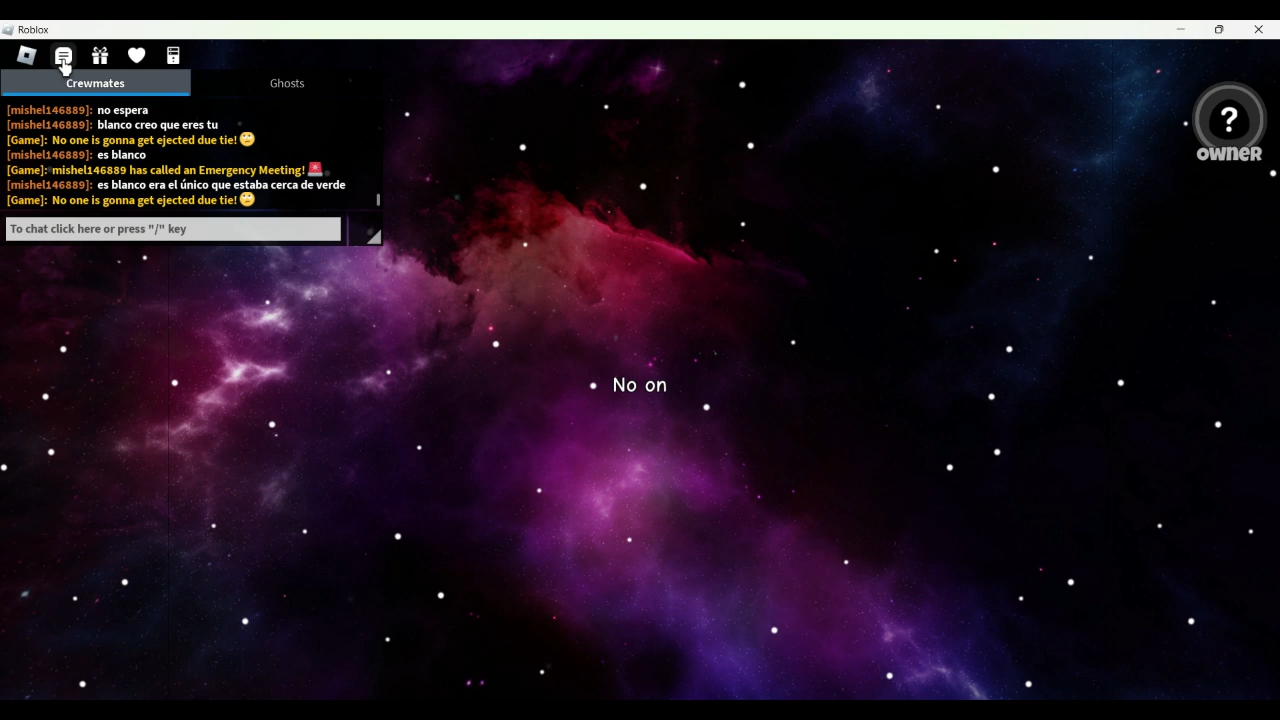 Roblox
Crewmates
Ghosts
[mishel146889]: no espera
[mishel146889]: blanco creo que eres tu
[Game]: No one is gonna get ejected due tie! 🙄
[mishel146889]: es blanco
[Game]: mishel146889 has called an Emergency Meeting! 🚨
[mishel146889]: es blanco era el único que estaba cerca de verde
[Game]: No one is gonna get ejected due tie! 🙄
To chat click here or press "/" key
?
OWNER
No on